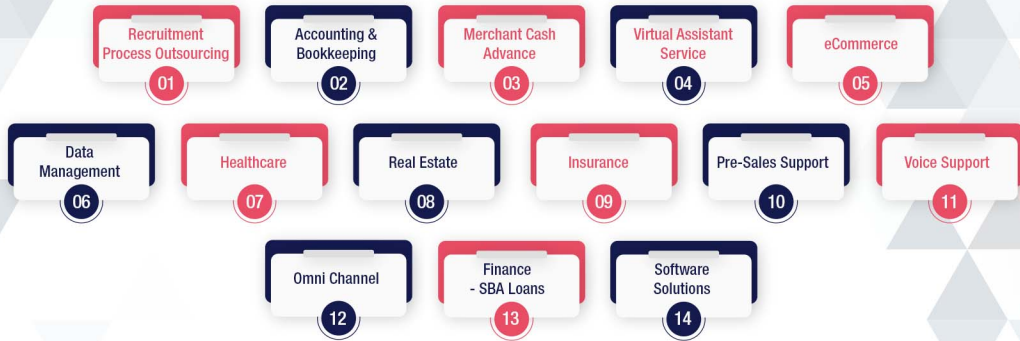 Recruitment
Process Outsourcing
01
Accounting &
Bookkeeping
02
Merchant Cash
Advance
03
Virtual Assistant
Service
04
eCommerce
05
Data
Management
06
Healthcare
07
Real Estate
08
Insurance
09
Pre-Sales Support
10
Voice Support
11
Omni Channel
12
Finance
- SBA Loans
13
Software
Solutions
14